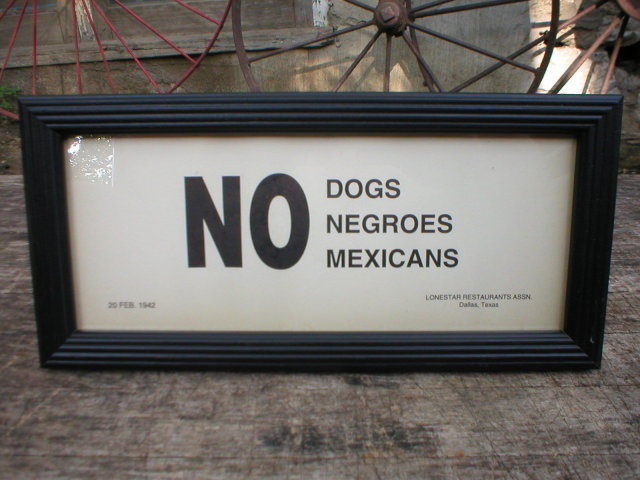 NO
DOGS
NEGROES
MEXICANS
20 FEB. 1942
LONESTAR RESTAURANTS ASSN.
Dallas, Texas